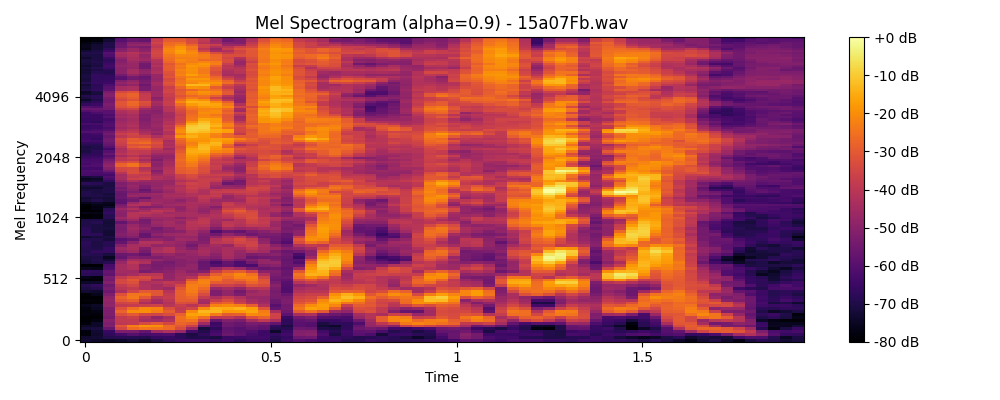 Mel Spectrogram (alpha=0.9) - 15a07Fb.wav
Mel Frequency
4096
2048
1024
512
0
0
0.5
1
1.5
Time
+0 dB
-10 dB
-20 dB
-30 dB
-40 dB
-50 dB
-60 dB
-70 dB
-80 dB